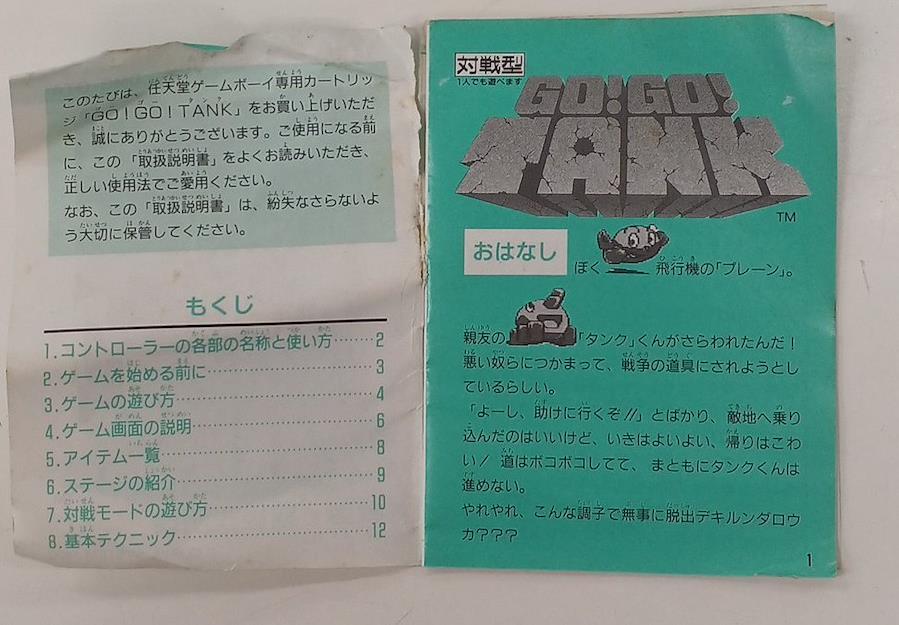 このたびは、任天堂ゲームボーイ専用カートリッ
ジ「GO!GO!TANK」をお買い上げいただ
き、誠にありがとうございます。ご使用になる前
に、この「取扱説明書」をよくお読みいただき、
正しい使用法でご愛用ください。
なお、この「取扱説明書」は、紛失なさらないよ
う大切に保管してください。
もくじ
1.コントローラーの各部の名称と使い方………2
2.ゲームを始める前に………3
3.ゲームの遊び方………4
4.ゲーム画面の説明………6
5.アイテム一覧………8
6.ステージの紹介………9
7.対戦モードの遊び方………10
8.基本テクニック………12
対戦型
1人でも遊べます
GO!GO!
TANK
TM
おはなし
ぼく 飛行機の「プレーン」。
親友の 「タンク」くんがさらわれたんだ!
悪い奴らにつかまって、戦争の道具にされようとし
ているらしい。
「よーし、助けに行くぞ!!」とばかり、敵地へ乗り
込んだのはいいけど、いきはよいよい、帰りはこわ
い! 道はボコボコしてて、まともにタンクくんは
進めない。
やれやれ、こんな調子で無事に脱出デキルンダロウ
カ???
1